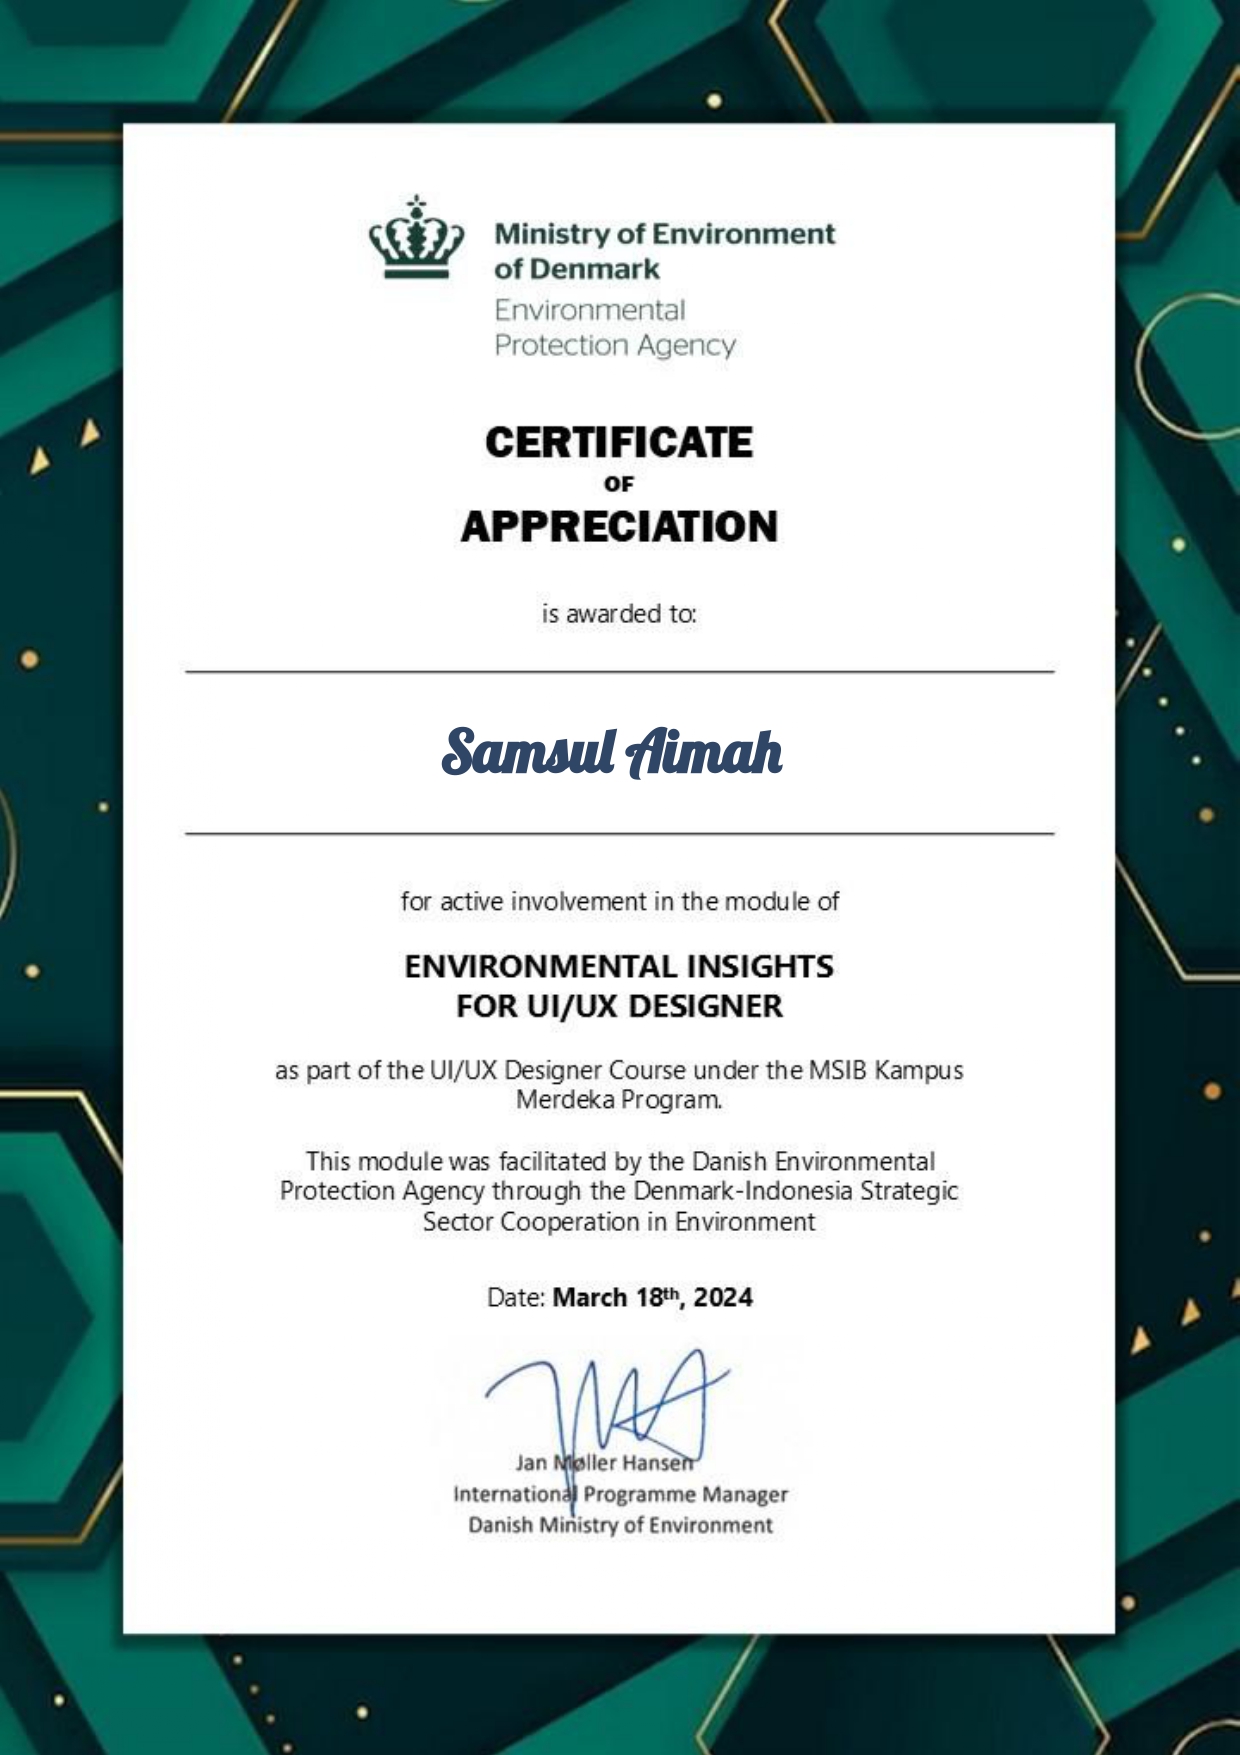 Ministry of Environment
of Denmark
Environmental
Protection Agency
CERTIFICATE
OF
APPRECIATION
is awarded to:
Samsul Aimah
for active involvement in the module of
ENVIRONMENTAL INSIGHTS
FOR UI/UX DESIGNER
as part of the UI/UX Designer Course under the MSIB Kampus
Merdeka Program.
This module was facilitated by the Danish Environmental
Protection Agency through the Denmark-Indonesia Strategic
Sector Cooperation in Environment
Date: March 18th, 2024
Jan Møller Hansen
International Programme Manager
Danish Ministry of Environment